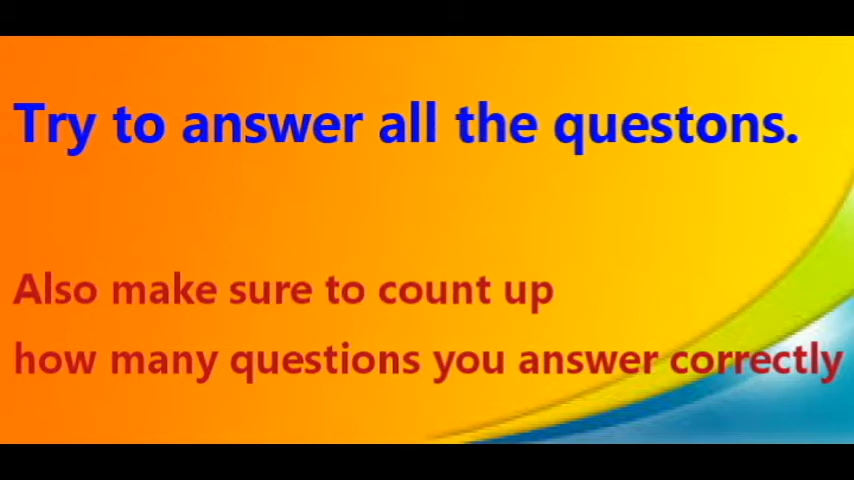 Try to answer all the questons.
Also make sure to count up
how many questions you answer correctly